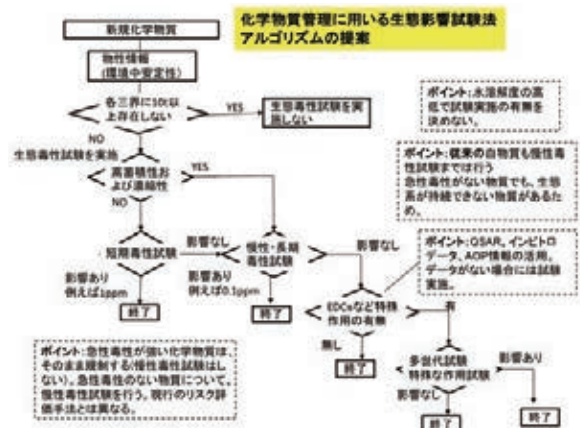 化学物質管理に用いる生態影響試験法
アルゴリズムの提案
新規化学物質
物性情報
(環境中安定性)
各三界に10t以
上存在しない
YES
生態毒性試験を実
施しない
ポイント:水溶解度の高
低で試験実施の有無を
決めない。
NO
生態毒性試験を実施
高蓄積性お
よび濃縮性
YES
NO
ポイント:従来の白物質も慢性毒
性試験までは行う
急性毒性がない物質でも、生態
系が持続できない物質があるた
め。
短期毒性試験
影響なし
慢性・長期
毒性試験
影響なし
ポイント:QSAR、インビトロ
データ、AOP情報の活用。
データがない場合には試験
実施。
影響あり
例えば1ppm
終了
影響あり
例えば0.1ppm
終了
EDCsなど特殊
作用の有無
有
無し
終了
多世代試験
特殊な作用試験
影響あり
影響なし
終了
終了
ポイント:急性毒性が強い化学物質は、
そのまま規制する(慢性毒性試験はし
ない)。急性毒性のない物質について、
慢性毒性試験を行う。現行のリスク評
価手法とは異なる。